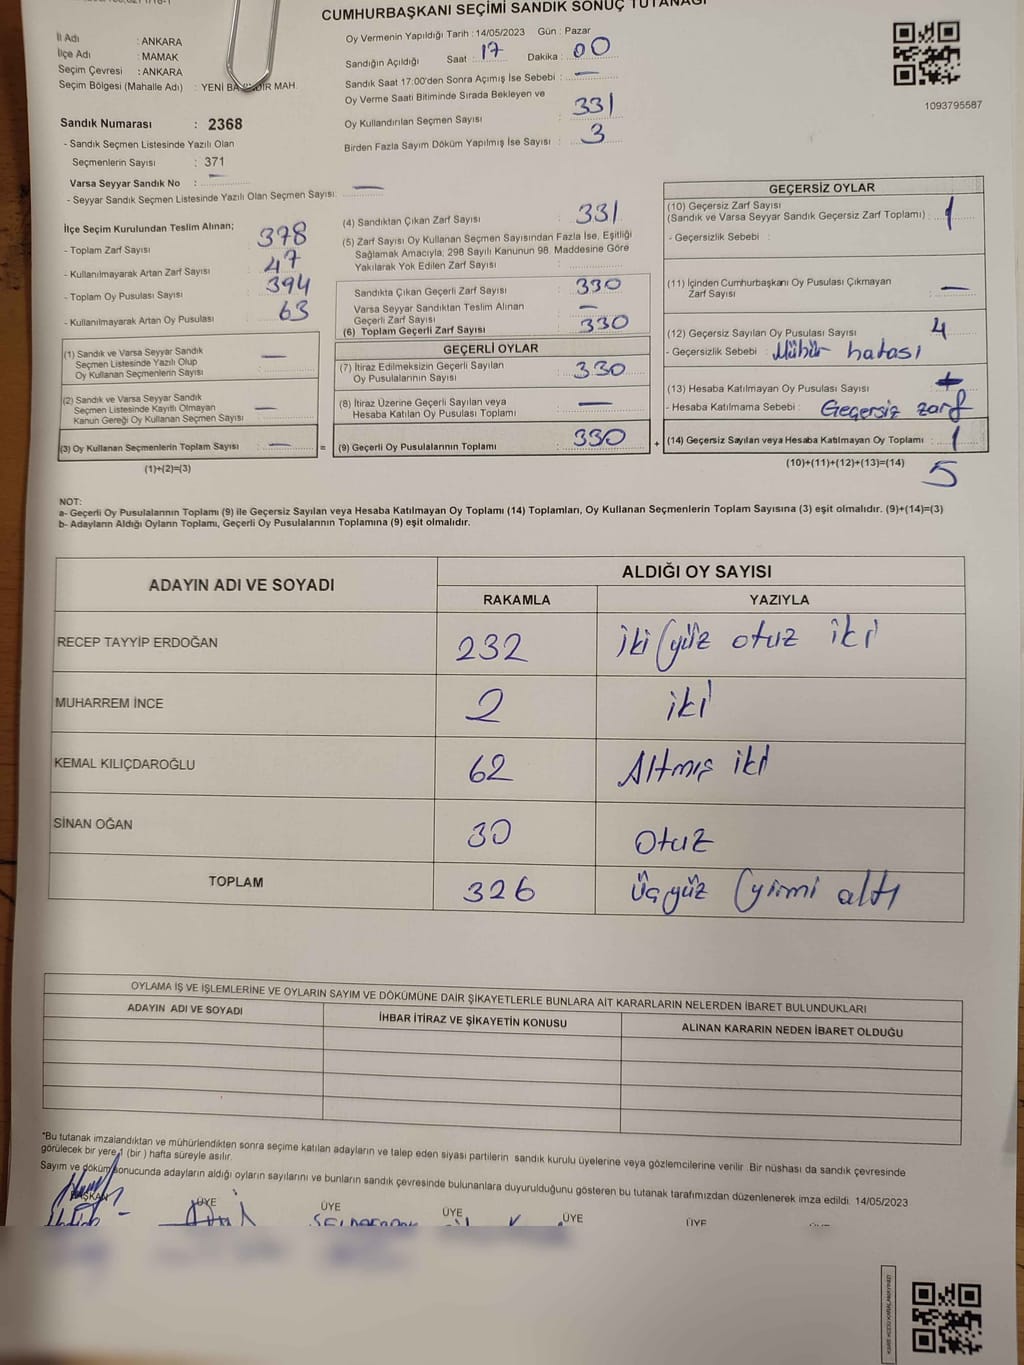 CUMHURBAŞKANI SEÇİMİ SANDIK SONUÇ TUTANAĞI
İl Adı : ANKARA
İlçe Adı : MAMAK
Seçim Çevresi : ANKARA
Seçim Bölgesi (Mahalle Adı) : YENİ MAH.
Sandık Numarası : 2368
- Sandık Seçmen Listesinde Yazılı Olan
Seçmenlerin Sayısı : 371
Varsa Seyyar Sandık No : —
- Seyyar Sandık Seçmen Listesinde Yazılı Olan Seçmen Sayısı: —
Oy Vermenin Yapıldığı Tarih : 14/05/2023 Gün : Pazar
Sandığın Açıldığı Saat : 17 Dakika : 00
Sandık Saat 17.00'den Sonra Açımış İse Sebebi : —
Oy Verme Saati Bitiminde Sırada Bekleyen ve
Oy Kullandırılan Seçmen Sayısı : 331
Birden Fazla Sayım Döküm Yapılmış İse Sayısı : 3
1093795587
İlçe Seçim Kurulundan Teslim Alınan;
- Toplam Zarf Sayısı : 378
- Kullanılmayarak Artan Zarf Sayısı : 47
- Toplam Oy Pusulası Sayısı : 394
- Kullanılmayarak Artan Oy Pusulası : 63
(1) Sandık ve Varsa Seyyar Sandık
Seçmen Listesinde Yazılı Olup
Oy Kullanan Seçmenlerin Sayısı : —
(2) Sandık ve Varsa Seyyar Sandık
Seçmen Listesinde Kayıtlı Olmayan
Kanun Gereği Oy Kullanan Seçmen Sayısı : —
(3) Oy Kullanan Seçmenlerin Toplam Sayısı : —
(1)+(2)=(3)
(4) Sandıktan Çıkan Zarf Sayısı : 331
(5) Zarf Sayısı Oy Kullanan Seçmen Sayısından Fazla İse, Eşitliği
Sağlamak Amacıyla, 298 Sayılı Kanunun 98. Maddesine Göre
Yakılarak Yok Edilen Zarf Sayısı :
Sandıkta Çıkan Geçerli Zarf Sayısı : 330
Varsa Seyyar Sandıktan Teslim Alınan
Geçerli Zarf Sayısı : —
(6) Toplam Geçerli Zarf Sayısı : 330
GEÇERLİ OYLAR
(7) İtiraz Edilmeksizin Geçerli Sayılan
Oy Pusulalarının Sayısı : 330
(8) İtiraz Üzerine Geçerli Sayılan veya
Hesaba Katılan Oy Pusulası Toplamı : —
= (9) Geçerli Oy Pusulalarının Toplamı : 330 +
GEÇERSİZ OYLAR
(10) Geçersiz Zarf Sayısı
(Sandık ve Varsa Seyyar Sandık Geçersiz Zarf Toplamı) : 1
- Geçersizlik Sebebi :
(11) İçinden Cumhurbaşkanı Oy Pusulası Çıkmayan
Zarf Sayısı : —
(12) Geçersiz Sayılan Oy Pusulası Sayısı : 4
- Geçersizlik Sebebi : Mühür hatası
(13) Hesaba Katılmayan Oy Pusulası Sayısı :
- Hesaba Katılmama Sebebi : Geçersiz zarf
(14) Geçersiz Sayılan veya Hesaba Katılmayan Oy Toplamı : 1
(10)+(11)+(12)+(13)=(14) 5
NOT:
a- Geçerli Oy Pusulalarının Toplamı (9) ile Geçersiz Sayılan veya Hesaba Katılmayan Oy Toplamı (14) Toplamları, Oy Kullanan Seçmenlerin Toplam Sayısına (3) eşit olmalıdır. (9)+(14)=(3)
b- Adayların Aldığı Oyların Toplamı, Geçerli Oy Pusulalarının Toplamına (9) eşit olmalıdır.
ADAYIN ADI VE SOYADI ALDIĞI OY SAYISI
RAKAMLA YAZIYLA
RECEP TAYYİP ERDOĞAN 232 iki yüz otuz iki
MUHARREM İNCE 2 iki
KEMAL KILIÇDAROĞLU 62 Altmış iki
SİNAN OĞAN 30 Otuz
TOPLAM 326 Üçyüz yirmi altı
OYLAMA İŞ VE İŞLEMLERİNE VE OYLARIN SAYIM VE DÖKÜMÜNE DAİR ŞİKAYETLERLE BUNLARA AİT KARARLARIN NELERDEN İBARET BULUNDUKLARI
ADAYIN ADI VE SOYADI İHBAR İTİRAZ VE ŞİKAYETİN KONUSU ALINAN KARARIN NEDEN İBARET OLDUĞU
*Bu tutanak imzalandıktan ve mühürlendikten sonra seçime katılan adayların ve talep eden siyasi partilerin sandık kurulu üyelerine veya gözlemcilerine verilir. Bir nüshası da sandık çevresinde
görülecek bir yere 1 (bir) hafta süreyle asılır.
Sayım ve döküm sonucunda adayların aldığı oyların sayılarını ve bunların sandık çevresinde bulunanlara duyurulduğunu gösteren bu tutanak tarafımızdan düzenlenerek imza edildi. 14/05/2023
BAŞKAN ÜYE ÜYE ÜYE ÜYE ÜYE ÜYE